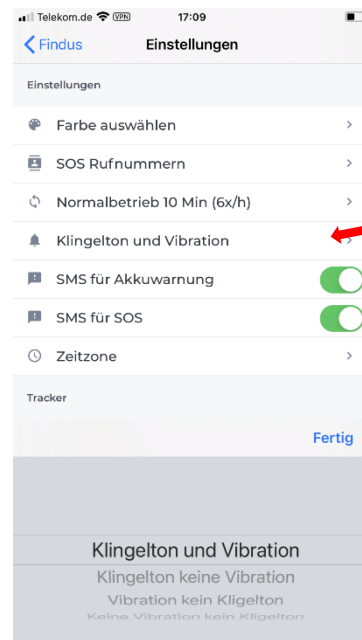 Telekom.de VPN 17:09
Findus Einstellungen
Einstellungen
Farbe auswählen
SOS Rufnummern
Normalbetrieb 10 Min (6x/h)
Klingelton und Vibration
SMS für Akkuwarnung
SMS für SOS
Zeitzone
Tracker
Fertig
Klingelton und Vibration
Klingelton keine Vibration
Vibration kein Kligelton
Keine Vibration kein Kligelton